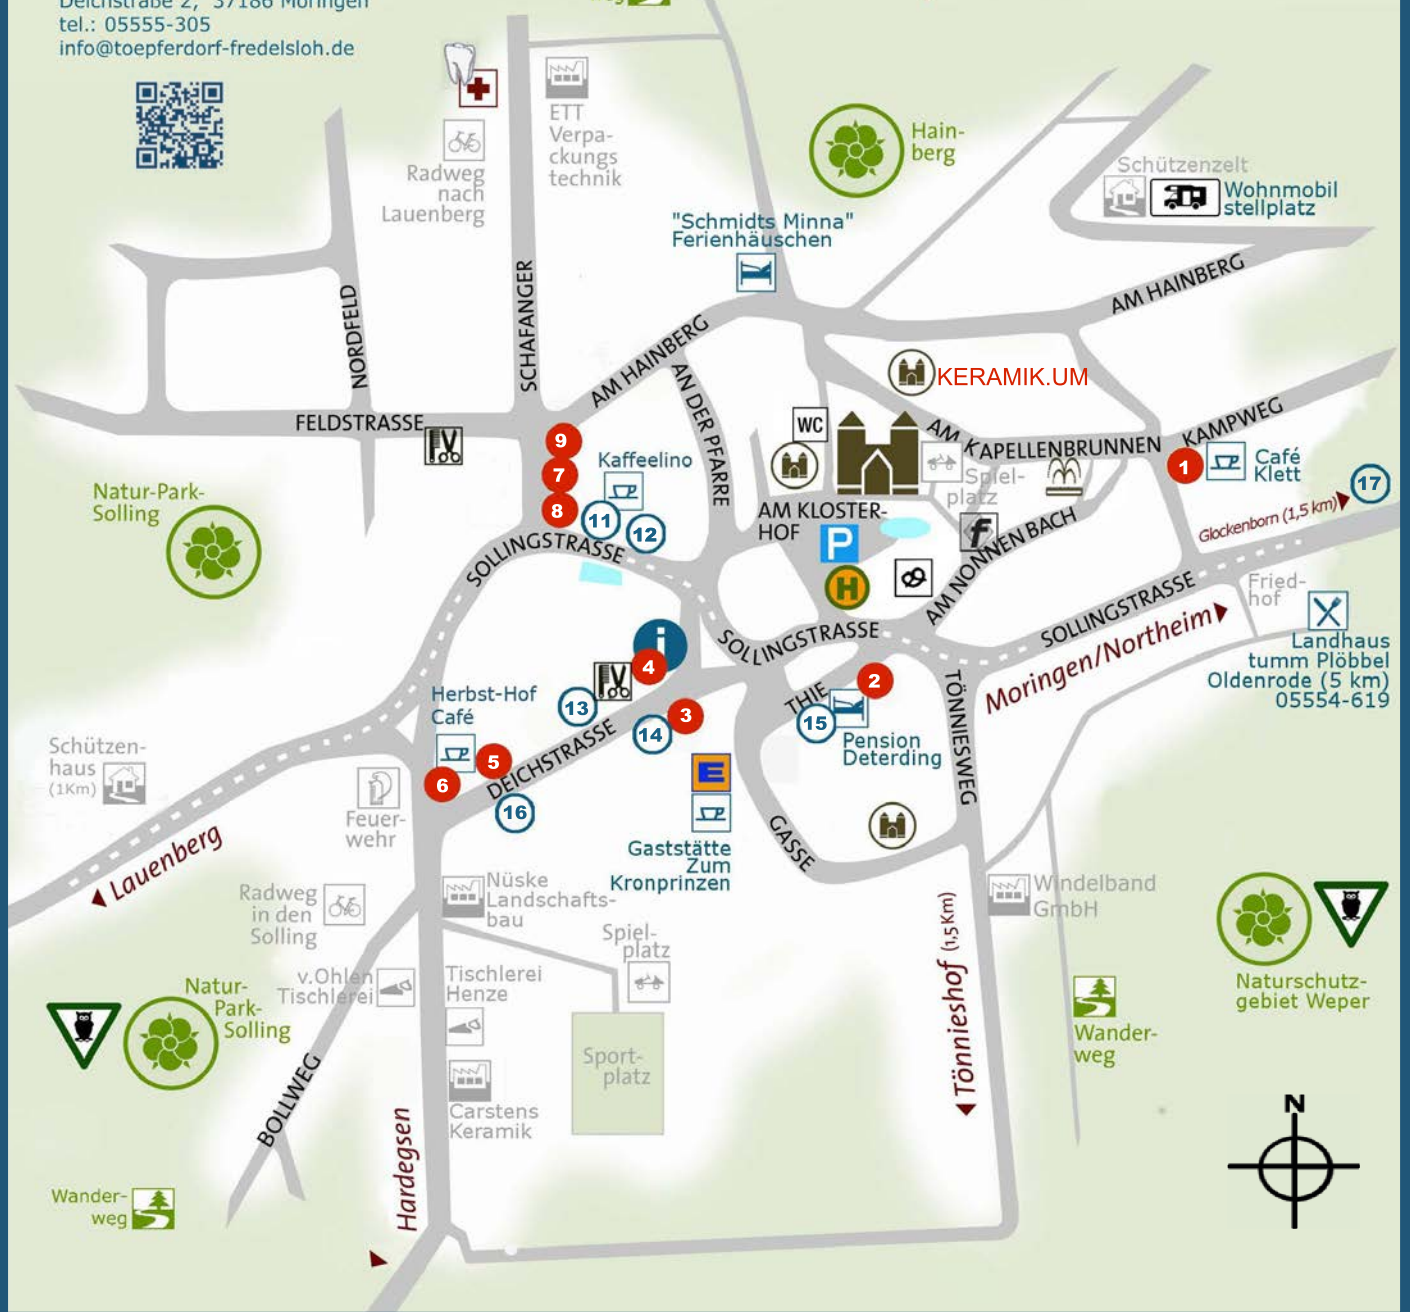 Deichstraße 2, 37186 Moringen
tel.: 05555-305
info@toepferdorf-fredelsloh.de
ETT
Verpa-
ckungs
technik
Radweg
nach
Lauenberg
Hain-
berg
Schützenzelt
Wohnmobil
stellplatz
"Schmidts Minna"
Ferienhäuschen
NORDFELD
SCHAFANGER
AM HAINBERG
AM HAINBERG
AN DER PFARRE
KERAMIK.UM
FELDSTRASSE
WC
AM KAPELLENBRUNNEN
KAMPWEG
9
7
8
Kaffeelino
11
12
Spiel-
platz
1
Café
Klett
17
Glockenborn (1,5 km)
Natur-Park-
Solling
AM KLOSTER-
HOF
P
H
f
AM NONNEN BACH
SOLLINGSTRASSE
SOLLINGSTRASSE
SOLLINGSTRASSE
Moringen/Northeim
Fried-
hof
Landhaus
tumm Plöbbel
Oldenrode (5 km)
05554-619
i
4
Herbst-Hof
Café
13
14
3
THIE
2
15
Pension
Deterding
TÖNNIESWEG
5
6
DEICHSTRASSE
16
E
Gaststätte
Zum
Kronprinzen
GASSE
Schützen-
haus
(1Km)
Feuer-
wehr
Lauenberg
Radweg
in den
Solling
Nüske
Landschafts-
bau
Spiel-
platz
Windelband
GmbH
v.Ohlen
Tischlerei
Tischlerei
Henze
Natur-
Park-
Solling
Sport-
platz
Carstens
Keramik
BOLLWEG
Hardegsen
Tönnieshof (1,5 Km)
Naturschutz-
gebiet Weper
Wander-
weg
Wander-
weg
N